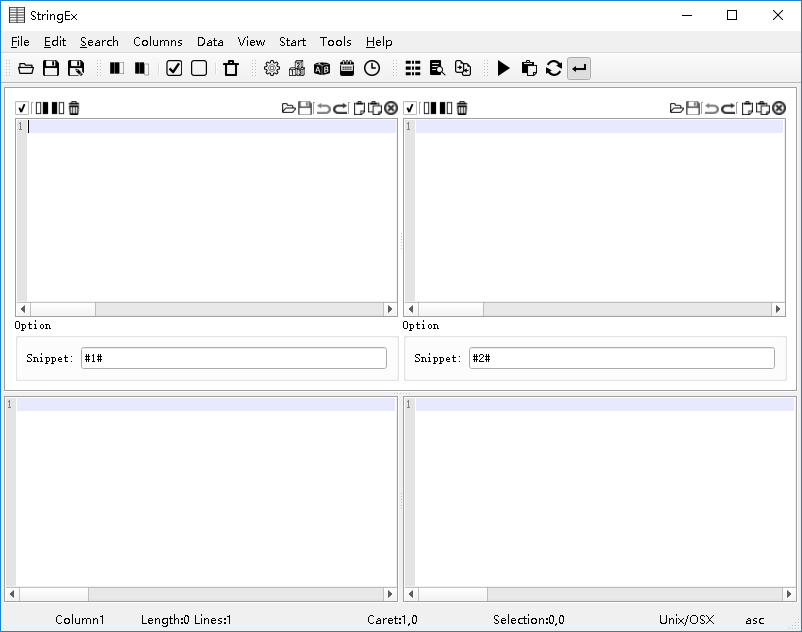 StringEx
File Edit Search Columns Data View Start Tools Help
1
1
Option
Option
Snippet: #1#
Snippet: #2#
1
1
Column1 Length:0 Lines:1 Caret:1,0 Selection:0,0 Unix/OSX asc